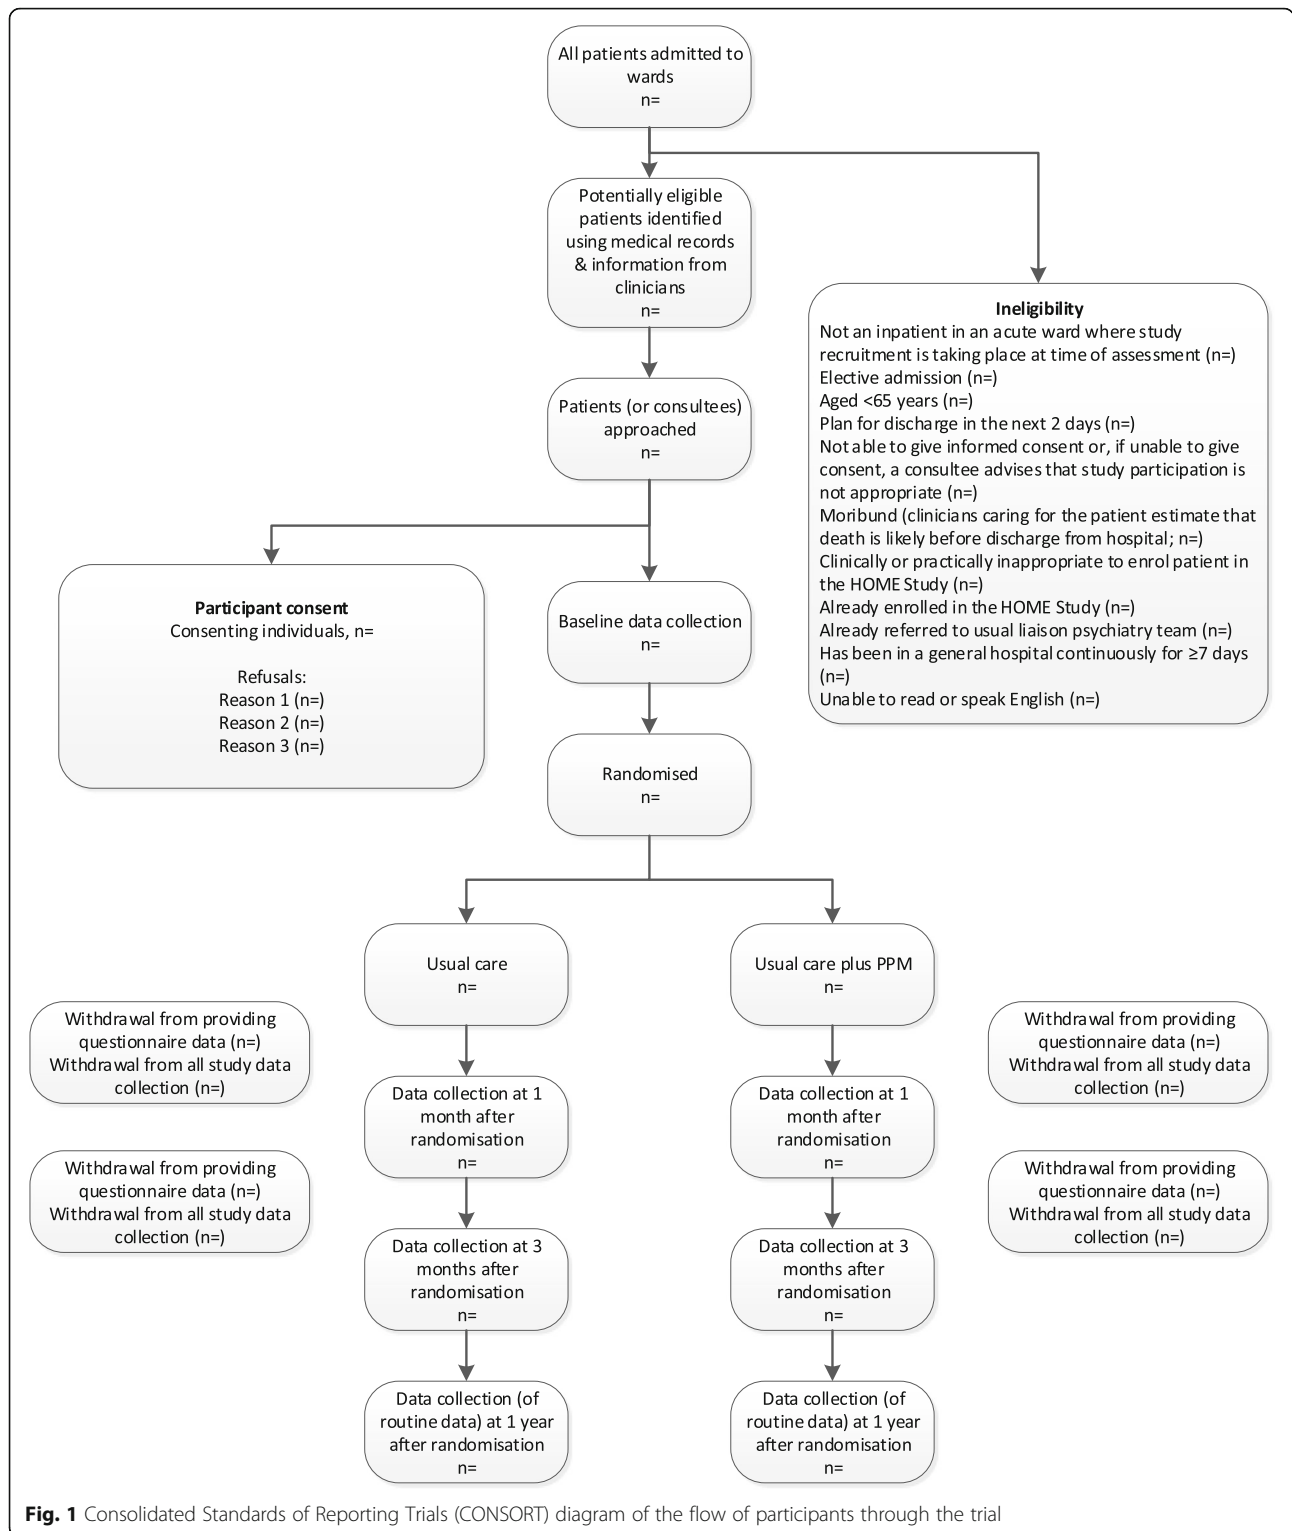 All patients admitted to
wards
n=
Potentially eligible
patients identified
using medical records
& information from
clinicians
n=
Ineligibility
Not an inpatient in an acute ward where study
recruitment is taking place at time of assessment (n=)
Elective admission (n=)
Aged <65 years (n=)
Plan for discharge in the next 2 days (n=)
Not able to give informed consent or, if unable to give
consent, a consultee advises that study participation is
not appropriate (n=)
Moribund (clinicians caring for the patient estimate that
death is likely before discharge from hospital; n=)
Clinically or practically inappropriate to enrol patient in
the HOME Study (n=)
Already enrolled in the HOME Study (n=)
Already referred to usual liaison psychiatry team (n=)
Has been in a general hospital continuously for ≥7 days
(n=)
Unable to read or speak English (n=)
Patients (or consultees)
approached
n=
Participant consent
Consenting individuals, n=
Refusals:
Reason 1 (n=)
Reason 2 (n=)
Reason 3 (n=)
Baseline data collection
n=
Randomised
n=
Usual care
n=
Usual care plus PPM
n=
Withdrawal from providing
questionnaire data (n=)
Withdrawal from all study data
collection (n=)
Data collection at 1
month after
randomisation
n=
Data collection at 1
month after
randomisation
n=
Withdrawal from providing
questionnaire data (n=)
Withdrawal from all study data
collection (n=)
Withdrawal from providing
questionnaire data (n=)
Withdrawal from all study data
collection (n=)
Data collection at 3
months after
randomisation
n=
Data collection at 3
months after
randomisation
n=
Withdrawal from providing
questionnaire data (n=)
Withdrawal from all study data
collection (n=)
Data collection (of
routine data) at 1 year
after randomisation
n=
Data collection (of
routine data) at 1 year
after randomisation
n=
Fig. 1 Consolidated Standards of Reporting Trials (CONSORT) diagram of the flow of participants through the trial